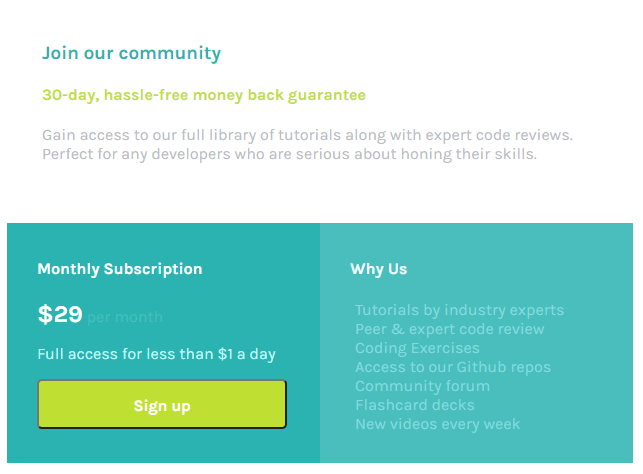 Join our community
30-day, hassle-free money back guarantee
Gain access to our full library of tutorials along with expert code reviews.
Perfect for any developers who are serious about honing their skills.
Monthly Subscription
$29 per month
Full access for less than $1 a day
Sign up
Why Us
Tutorials by industry experts
Peer & expert code review
Coding Exercises
Access to our Github repos
Community forum
Flashcard decks
New videos every week